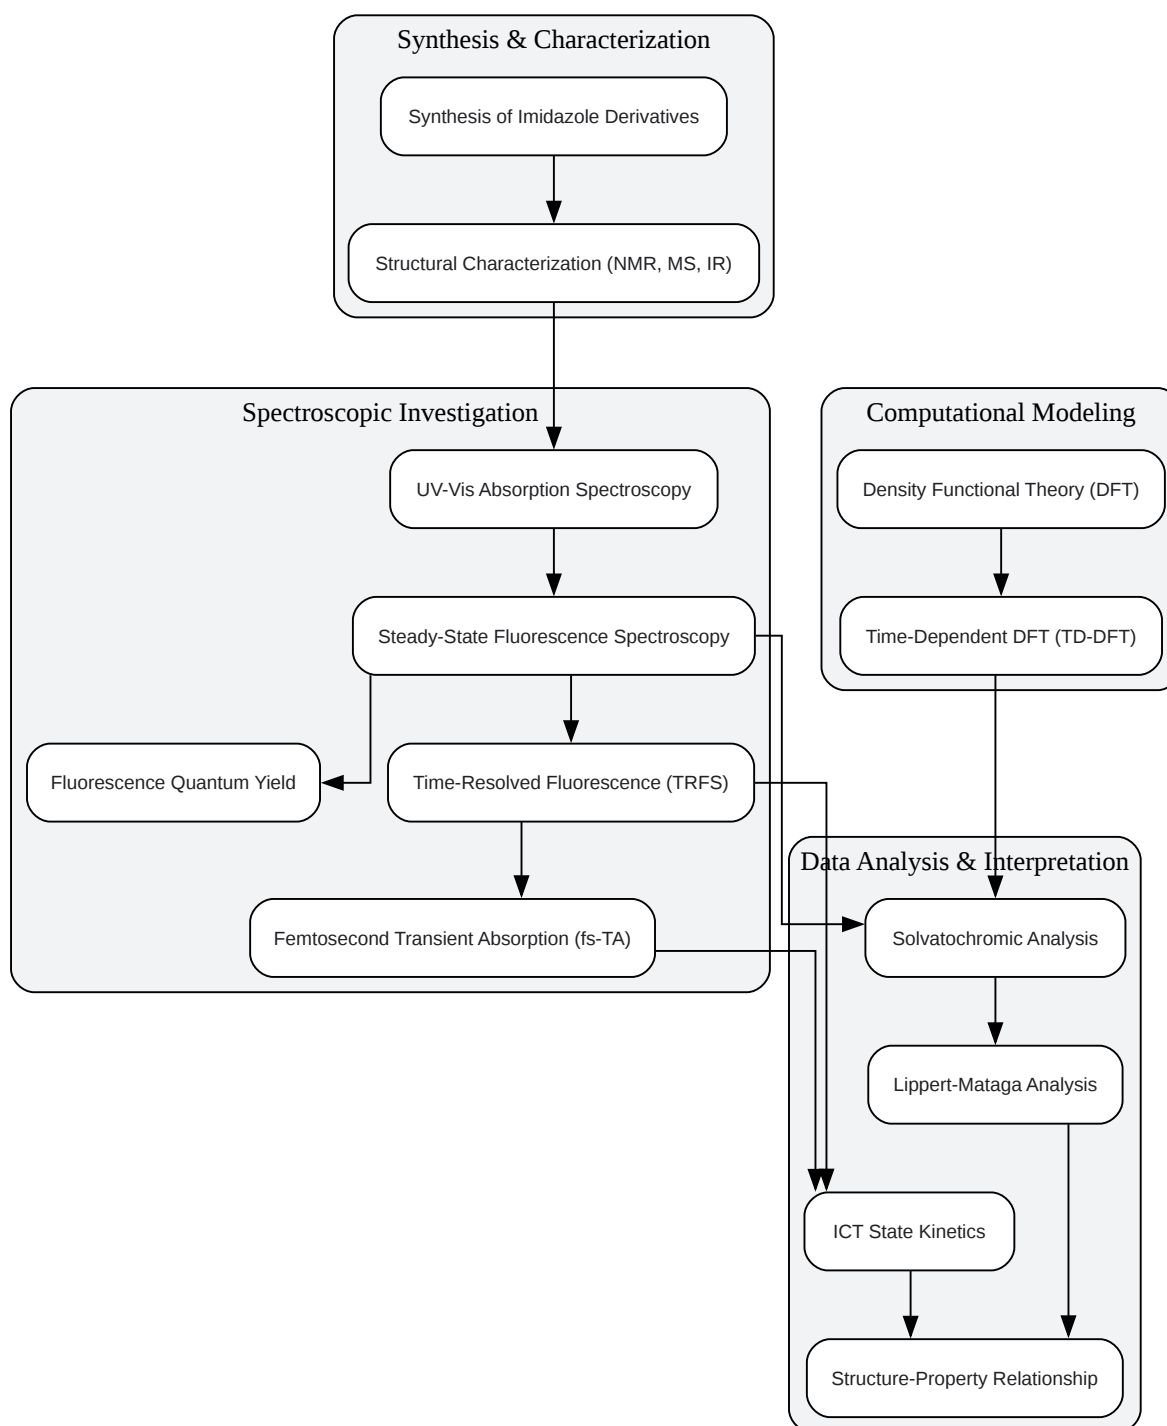 Synthesis & Characterization
Synthesis of Imidazole Derivatives
Structural Characterization (NMR, MS, IR)
Spectroscopic Investigation
UV-Vis Absorption Spectroscopy
Steady-State Fluorescence Spectroscopy
Fluorescence Quantum Yield
Time-Resolved Fluorescence (TRFS)
Femtosecond Transient Absorption (fs-TA)
Computational Modeling
Density Functional Theory (DFT)
Time-Dependent DFT (TD-DFT)
Data Analysis & Interpretation
Solvatochromic Analysis
Lippert-Mataga Analysis
ICT State Kinetics
Structure-Property Relationship